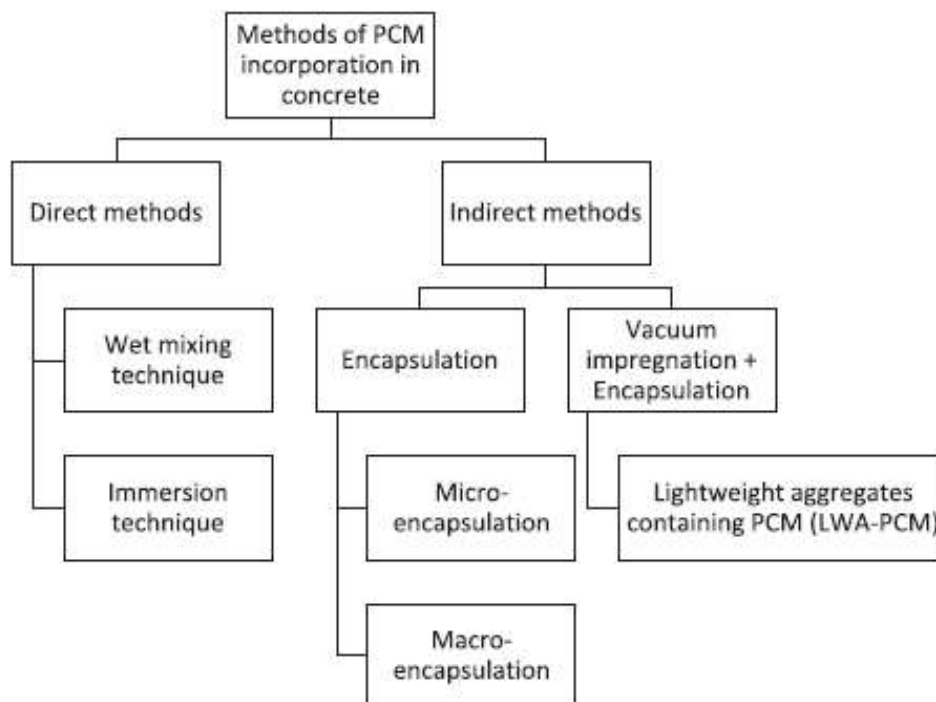 Methods of PCM
incorporation in
concrete
Direct methods
Indirect methods
Wet mixing
technique
Immersion
technique
Encapsulation
Micro-
encapsulation
Macro-
encapsulation
Vacuum
impregnation +
Encapsulation
Lightweight aggregates
containing PCM (LWA-PCM)